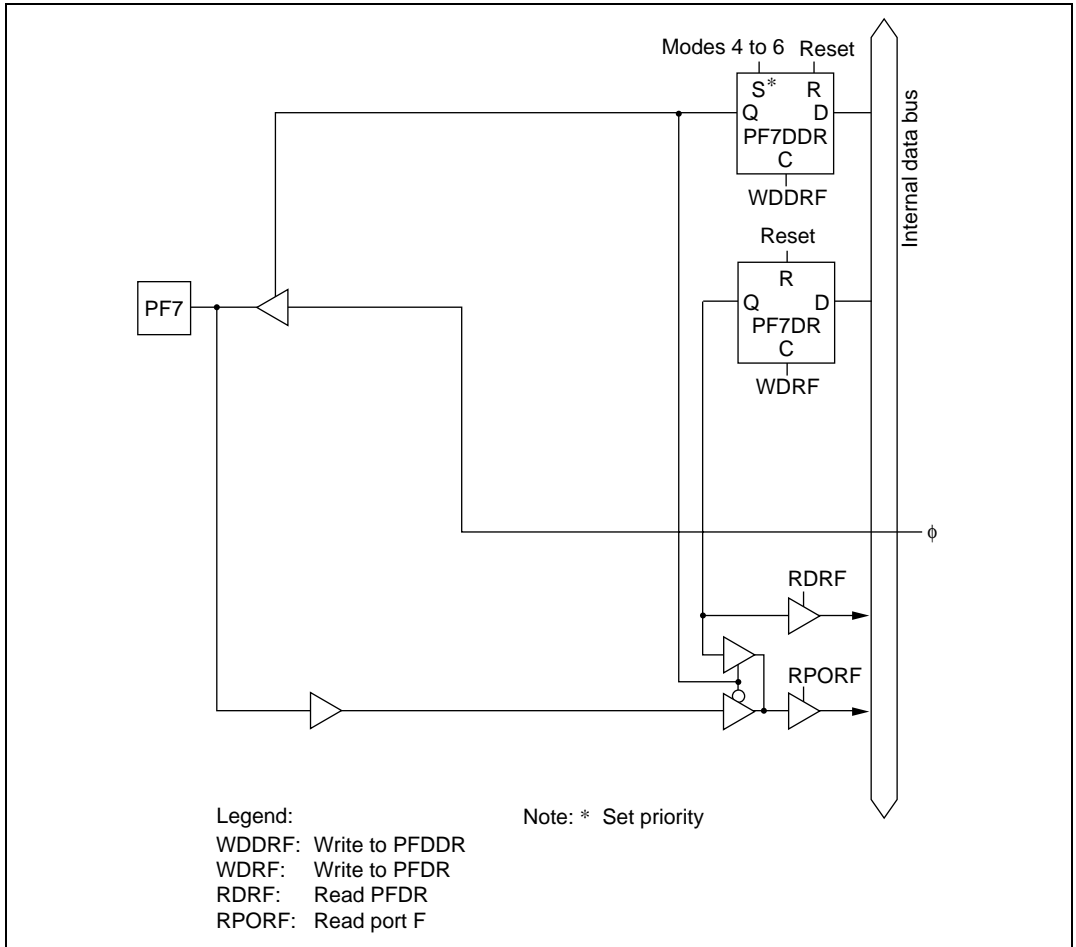 Modes 4 to 6 Reset
S* R
Q D
PF7DDR
C
WDDRF
Internal data bus
Reset
R
PF7
Q D
PF7DR
C
WDRF
ϕ
RDRF
RPORF
Legend:
WDDRF: Write to PFDDR
WDRF: Write to PFDR
RDRF: Read PFDR
RPORF: Read port F
Note: * Set priority